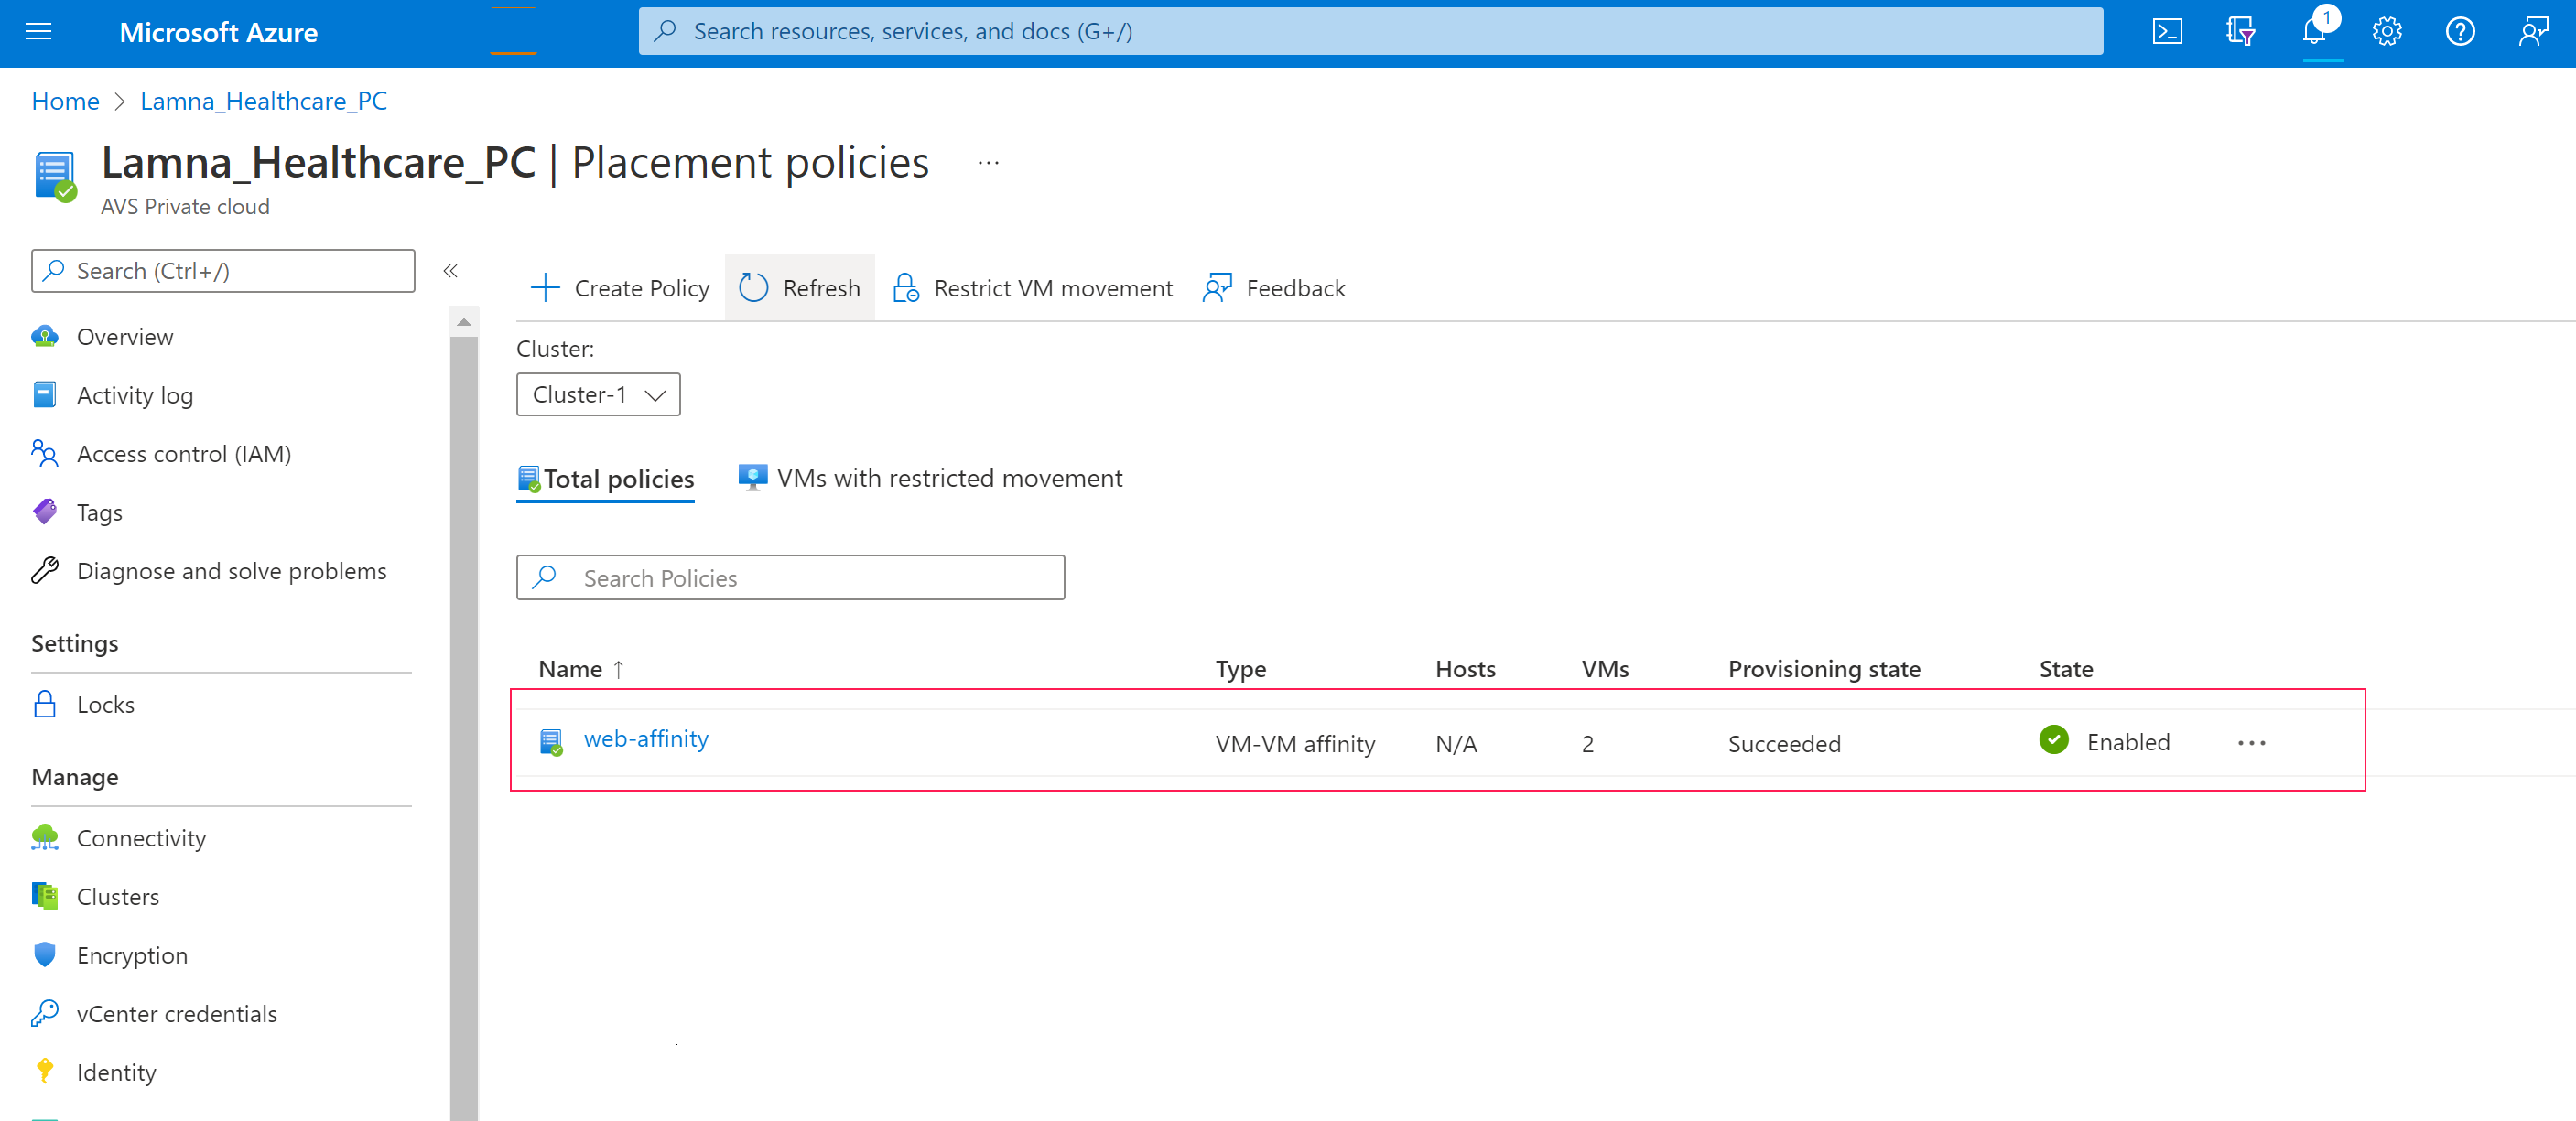 Microsoft Azure
Search resources, services, and docs (G+/)
1
Home > Lamna_Healthcare_PC
Lamna_Healthcare_PC | Placement policies ...
AVS Private cloud
Search (Ctrl+/)
«
Overview
Activity log
Access control (IAM)
Tags
Diagnose and solve problems
Settings
Locks
Manage
Connectivity
Clusters
Encryption
vCenter credentials
Identity
Create Policy Refresh Restrict VM movement Feedback
Cluster:
Cluster-1
Total policies VMs with restricted movement
Search Policies
Name ↑ Type Hosts VMs Provisioning state State
web-affinity VM-VM affinity N/A 2 Succeeded Enabled ...